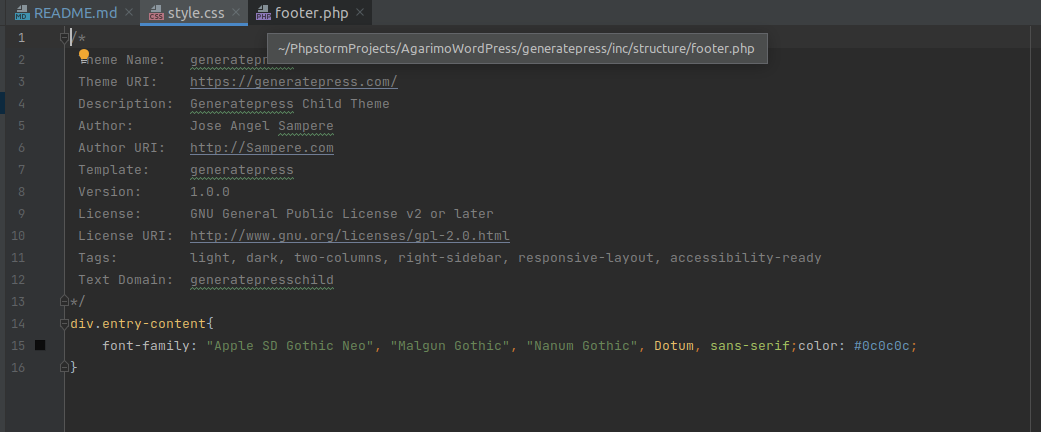 README.md style.css footer.php
~/PhpstormProjects/AgarimoWordPress/generatepress/inc/structure/footer.php
1 /*
2 Theme Name:
3 Theme URI: https://generatepress.com/
4 Description: Generatepress Child Theme
5 Author: Jose Angel Sampere
6 Author URI: http://Sampere.com
7 Template: generatepress
8 Version: 1.0.0
9 License: GNU General Public License v2 or later
10 License URI: http://www.gnu.org/licenses/gpl-2.0.html
11 Tags: light, dark, two-columns, right-sidebar, responsive-layout, accessibility-ready
12 Text Domain: generatepresschild
13 */
14 div.entry-content{
15 font-family: "Apple SD Gothic Neo", "Malgun Gothic", "Nanum Gothic", Dotum, sans-serif;color: #0c0c0c;
16 }